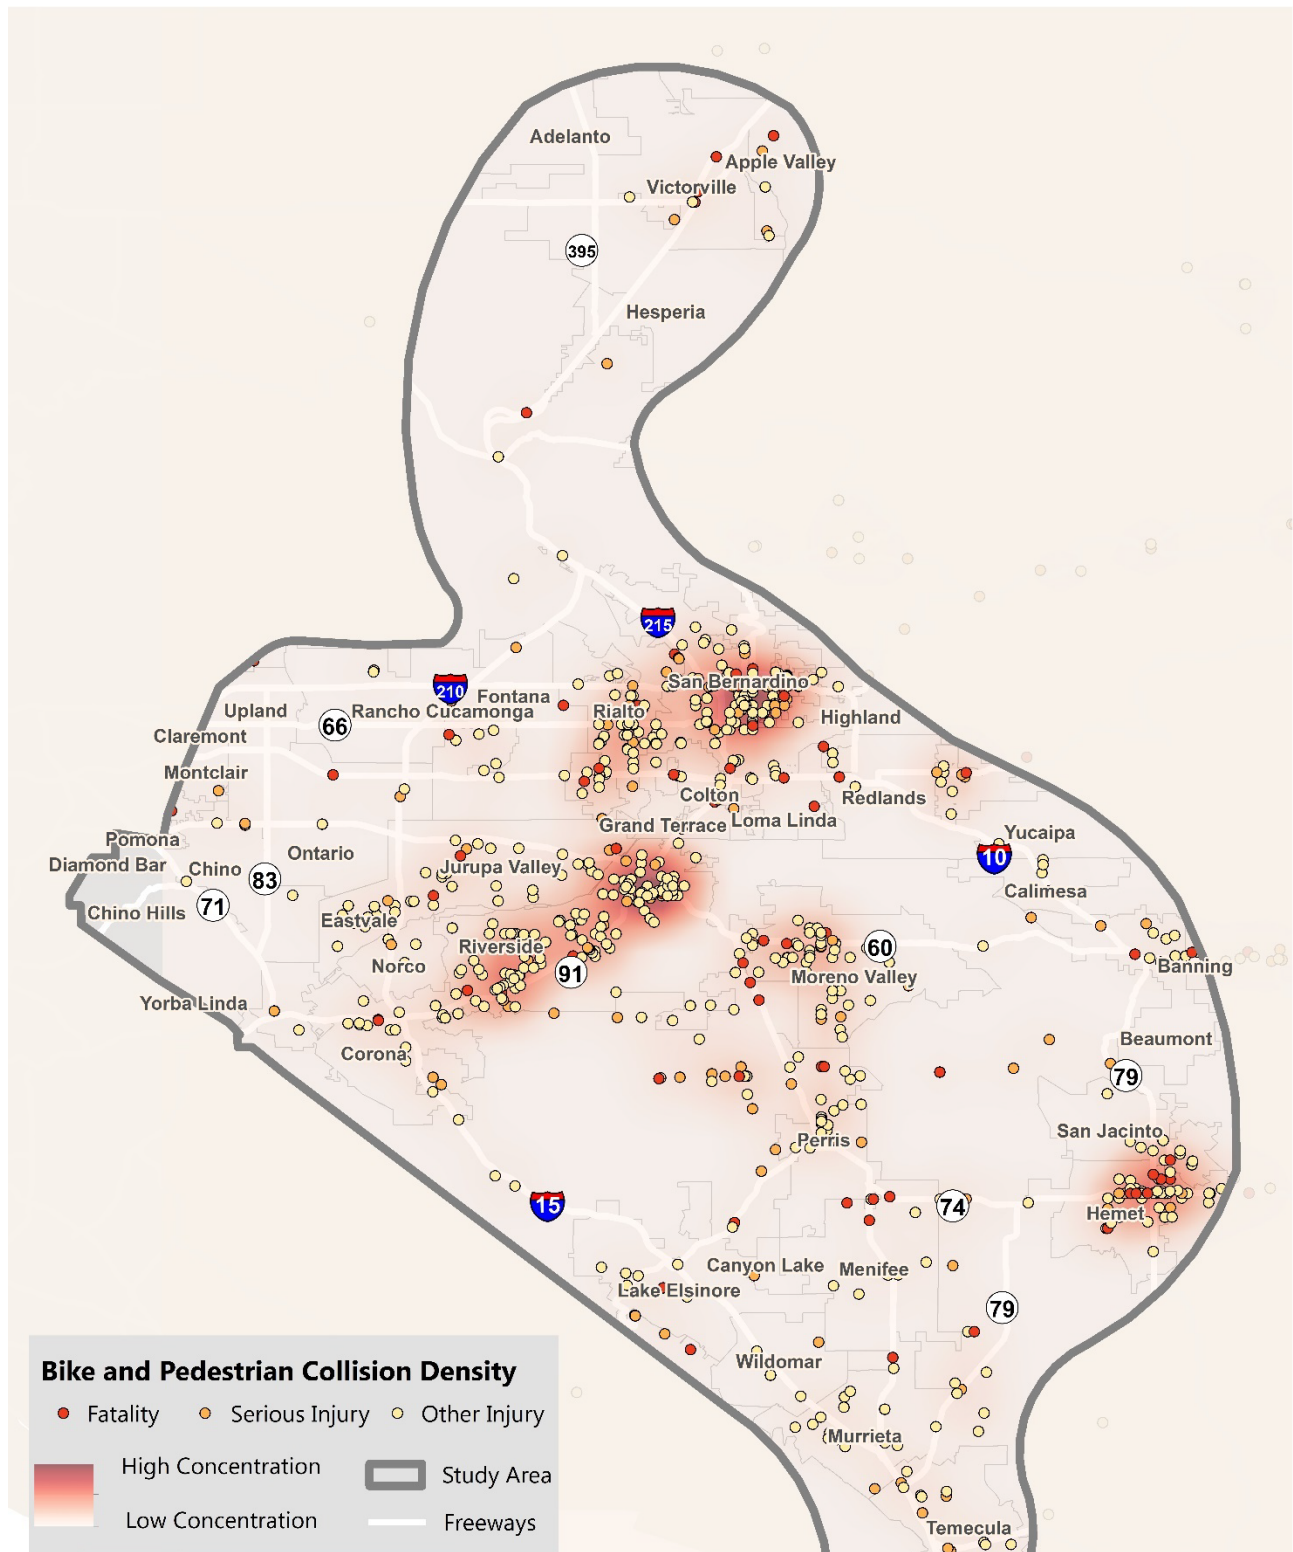 Adelanto
Apple Valley
Victorville
395
Hesperia
215
210
San Bernardino
Fontana
Upland
66
Rancho Cucamonga
Rialto
Highland
Claremont
Montclair
Colton
Redlands
Grand Terrace
Loma Linda
Yucaipa
Pomona
Ontario
10
Diamond Bar
Chino
83
Jurupa Valley
Calimesa
71
Chino Hills
Eastvale
Riverside
60
Norco
91
Moreno Valley
Banning
Yorba Linda
Corona
Beaumont
79
Perris
San Jacinto
15
74
Hemet
Canyon Lake
Menifee
Lake Elsinore
79
Wildomar
Murrieta
Temecula
Bike and Pedestrian Collision Density
Fatality Serious Injury Other Injury
High Concentration Study Area
Low Concentration Freeways